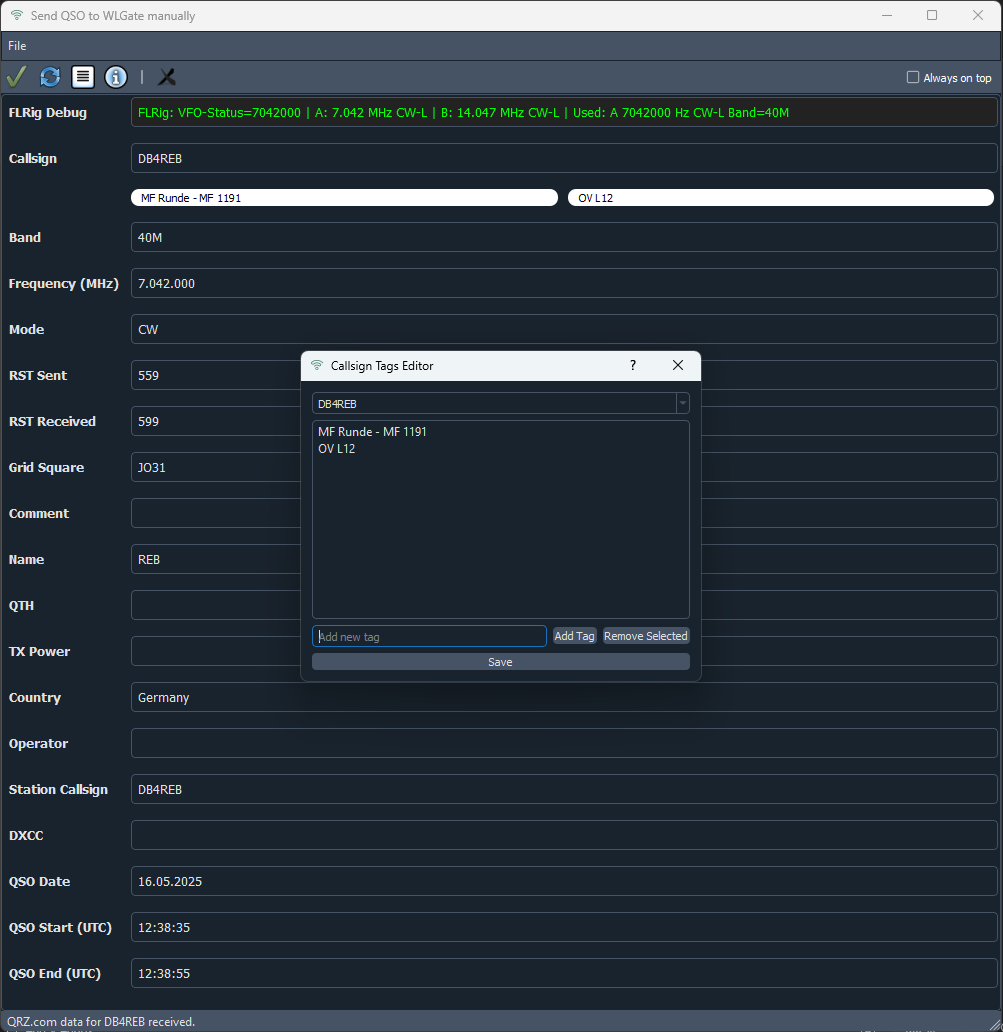 Send QSO to WLGate manually
File
Always on top
FLRig Debug
FLRig: VFO-Status=7042000 | A: 7.042 MHz CW-L | B: 14.047 MHz CW-L | Used: A 7042000 Hz CW-L Band=40M
Callsign
DB4REB
MF Runde - MF 1191
OV L12
Band
40M
Frequency (MHz)
7.042.000
Mode
CW
RST Sent
559
RST Received
599
Grid Square
JO31
Comment
Name
REB
QTH
TX Power
Country
Germany
Operator
Station Callsign
DB4REB
DXCC
QSO Date
16.05.2025
QSO Start (UTC)
12:38:35
QSO End (UTC)
12:38:55
QRZ.com data for DB4REB received.
Callsign Tags Editor
?
DB4REB
MF Runde - MF 1191
OV L12
Add new tag
Add Tag
Remove Selected
Save